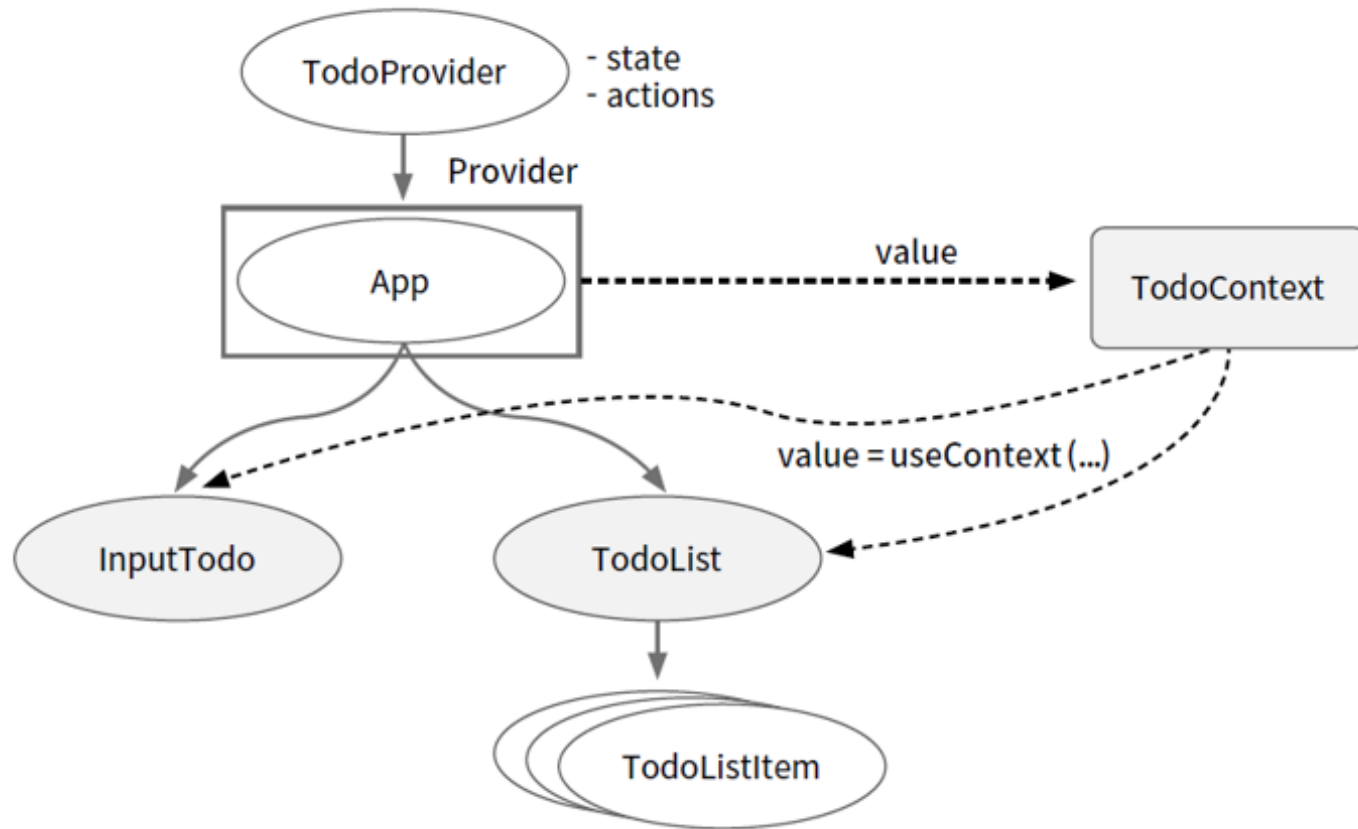 TodoProvider
- state
- actions
Provider
App
value
TodoContext
value = useContext (...)
InputTodo
TodoList
TodoListItem